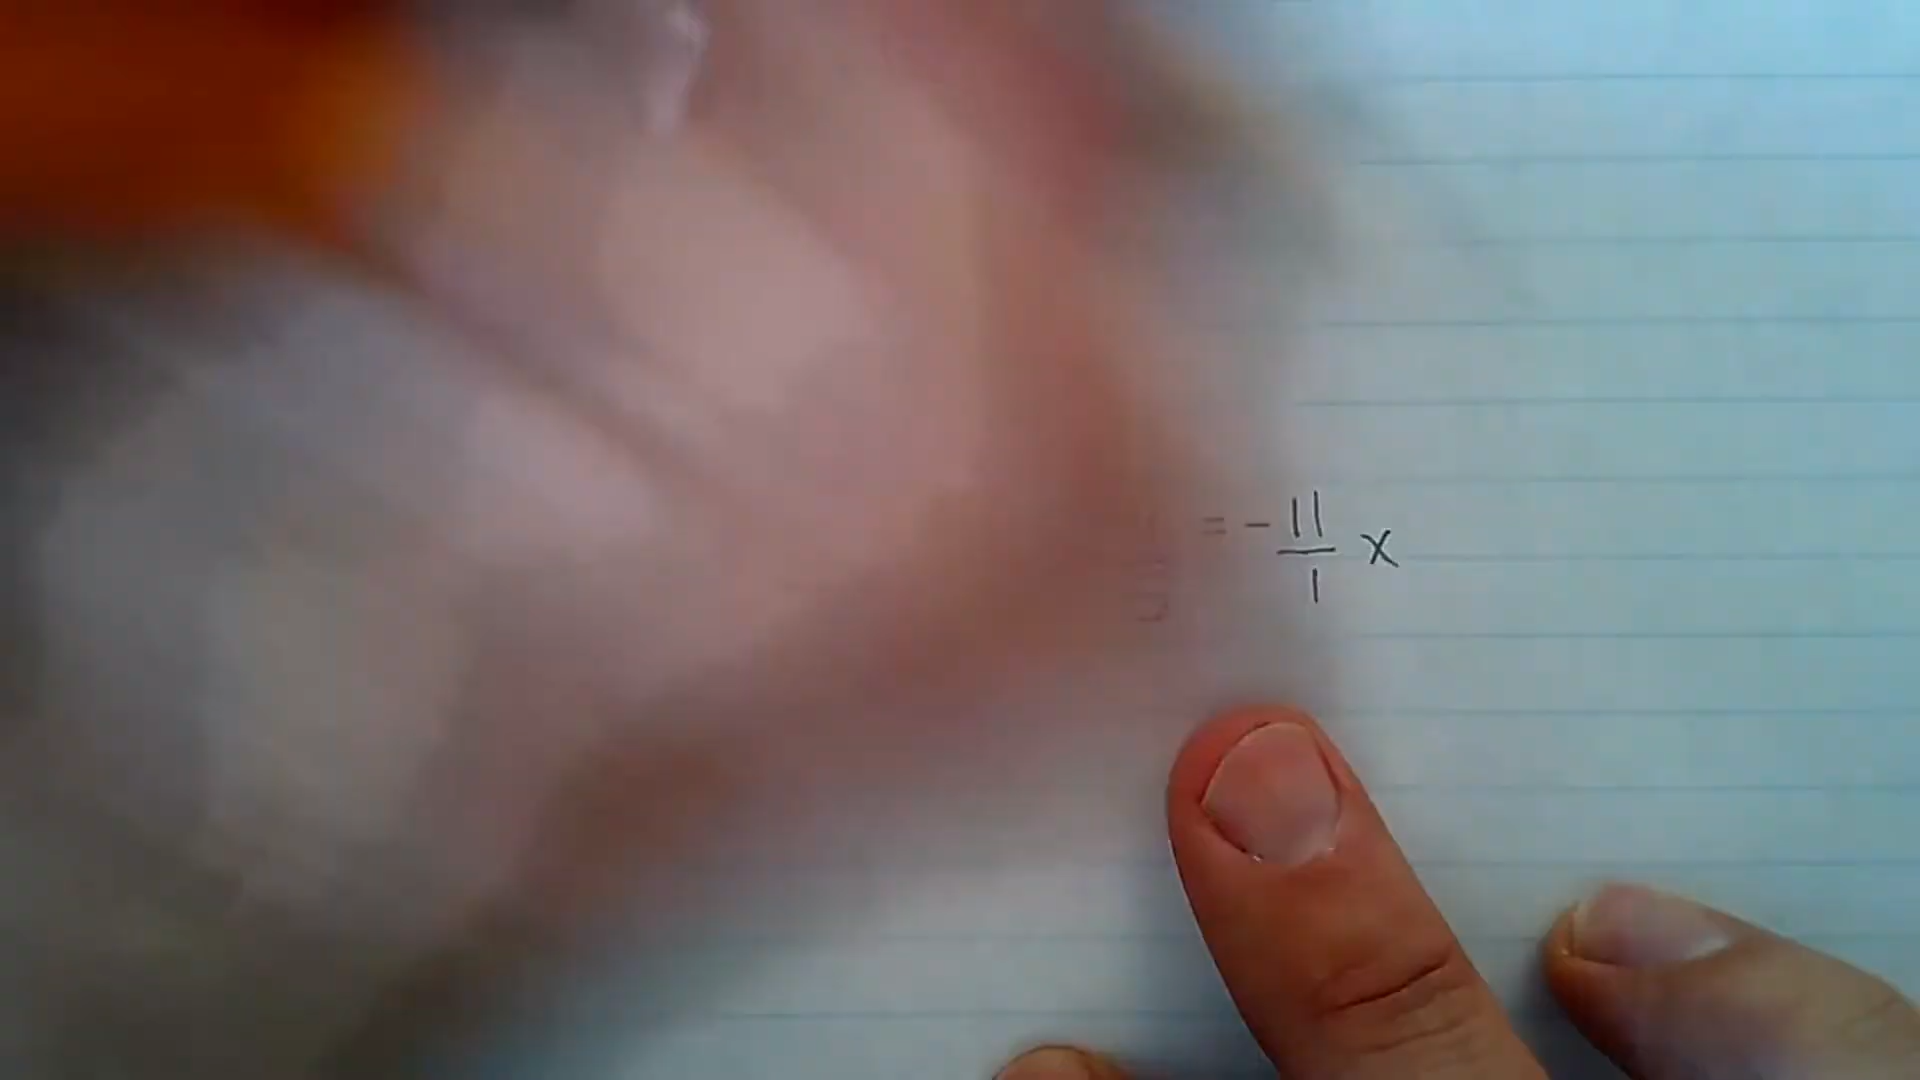 = - 11/1 x